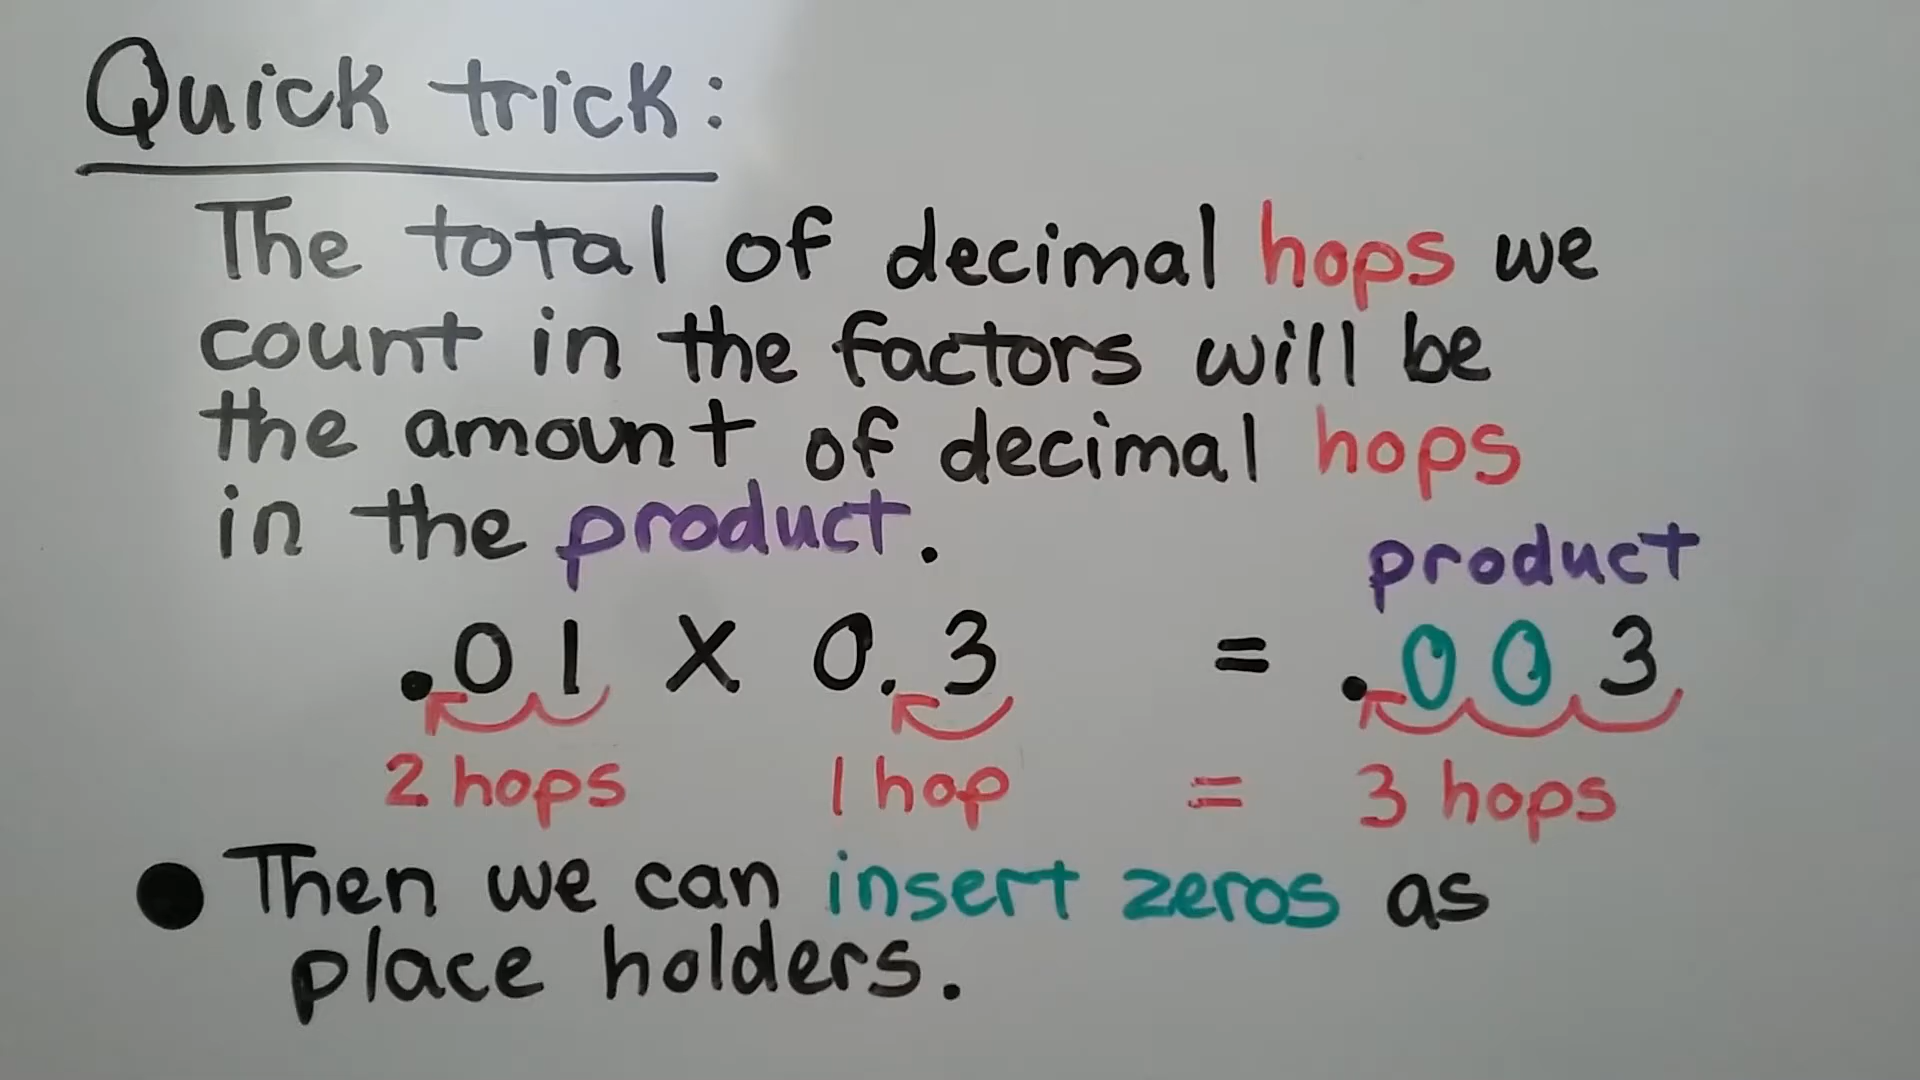 Quick trick:
The total of decimal hops we
count in the factors will be
the amount of decimal hops
in the product.
product
.01 X 0.3 = .003
2 hops 1 hop = 3 hops
● Then we can insert zeros as
place holders.